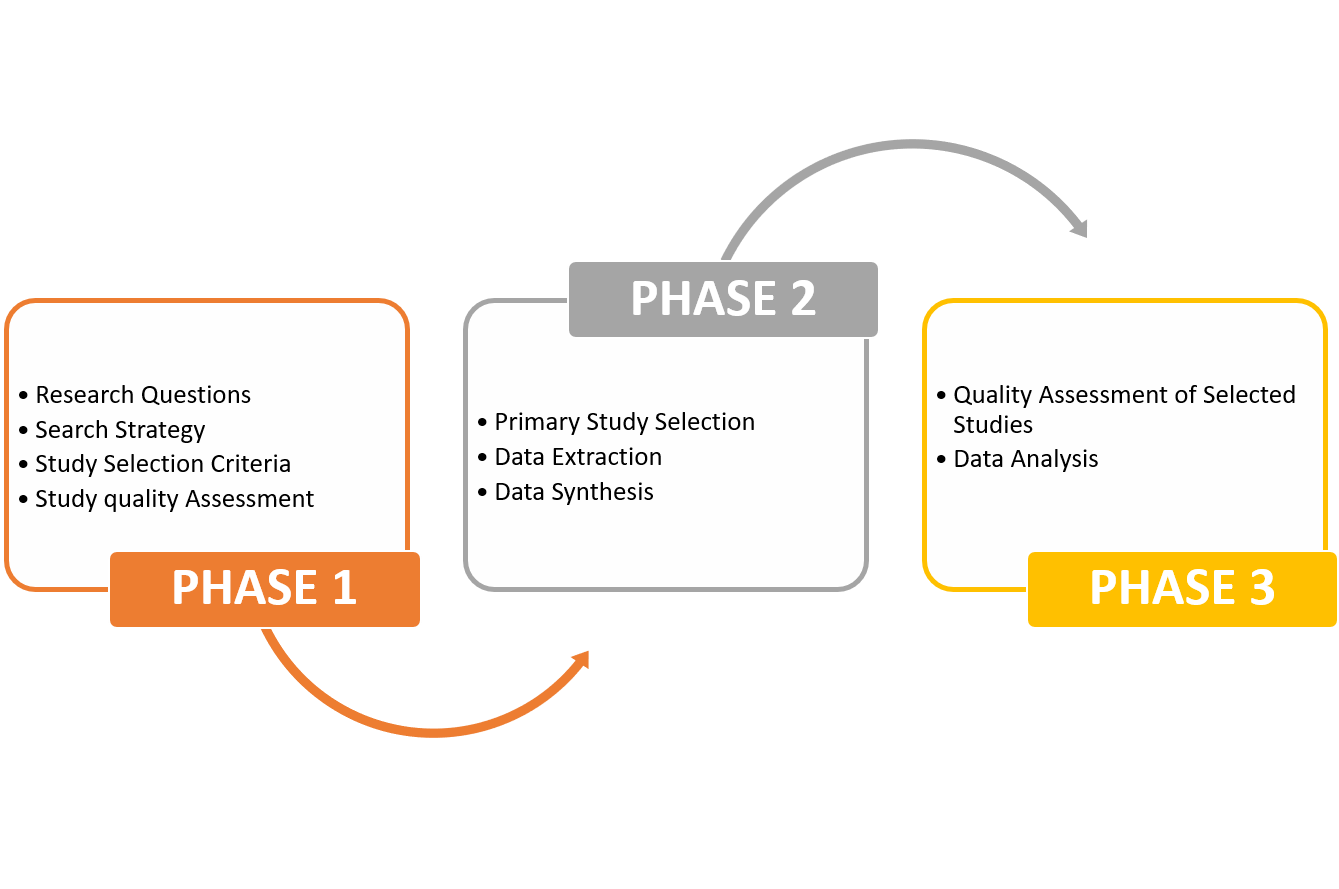 • Research Questions
• Search Strategy
• Study Selection Criteria
• Study quality Assessment
PHASE 1
PHASE 2
• Primary Study Selection
• Data Extraction
• Data Synthesis
• Quality Assessment of Selected
Studies
• Data Analysis
PHASE 3